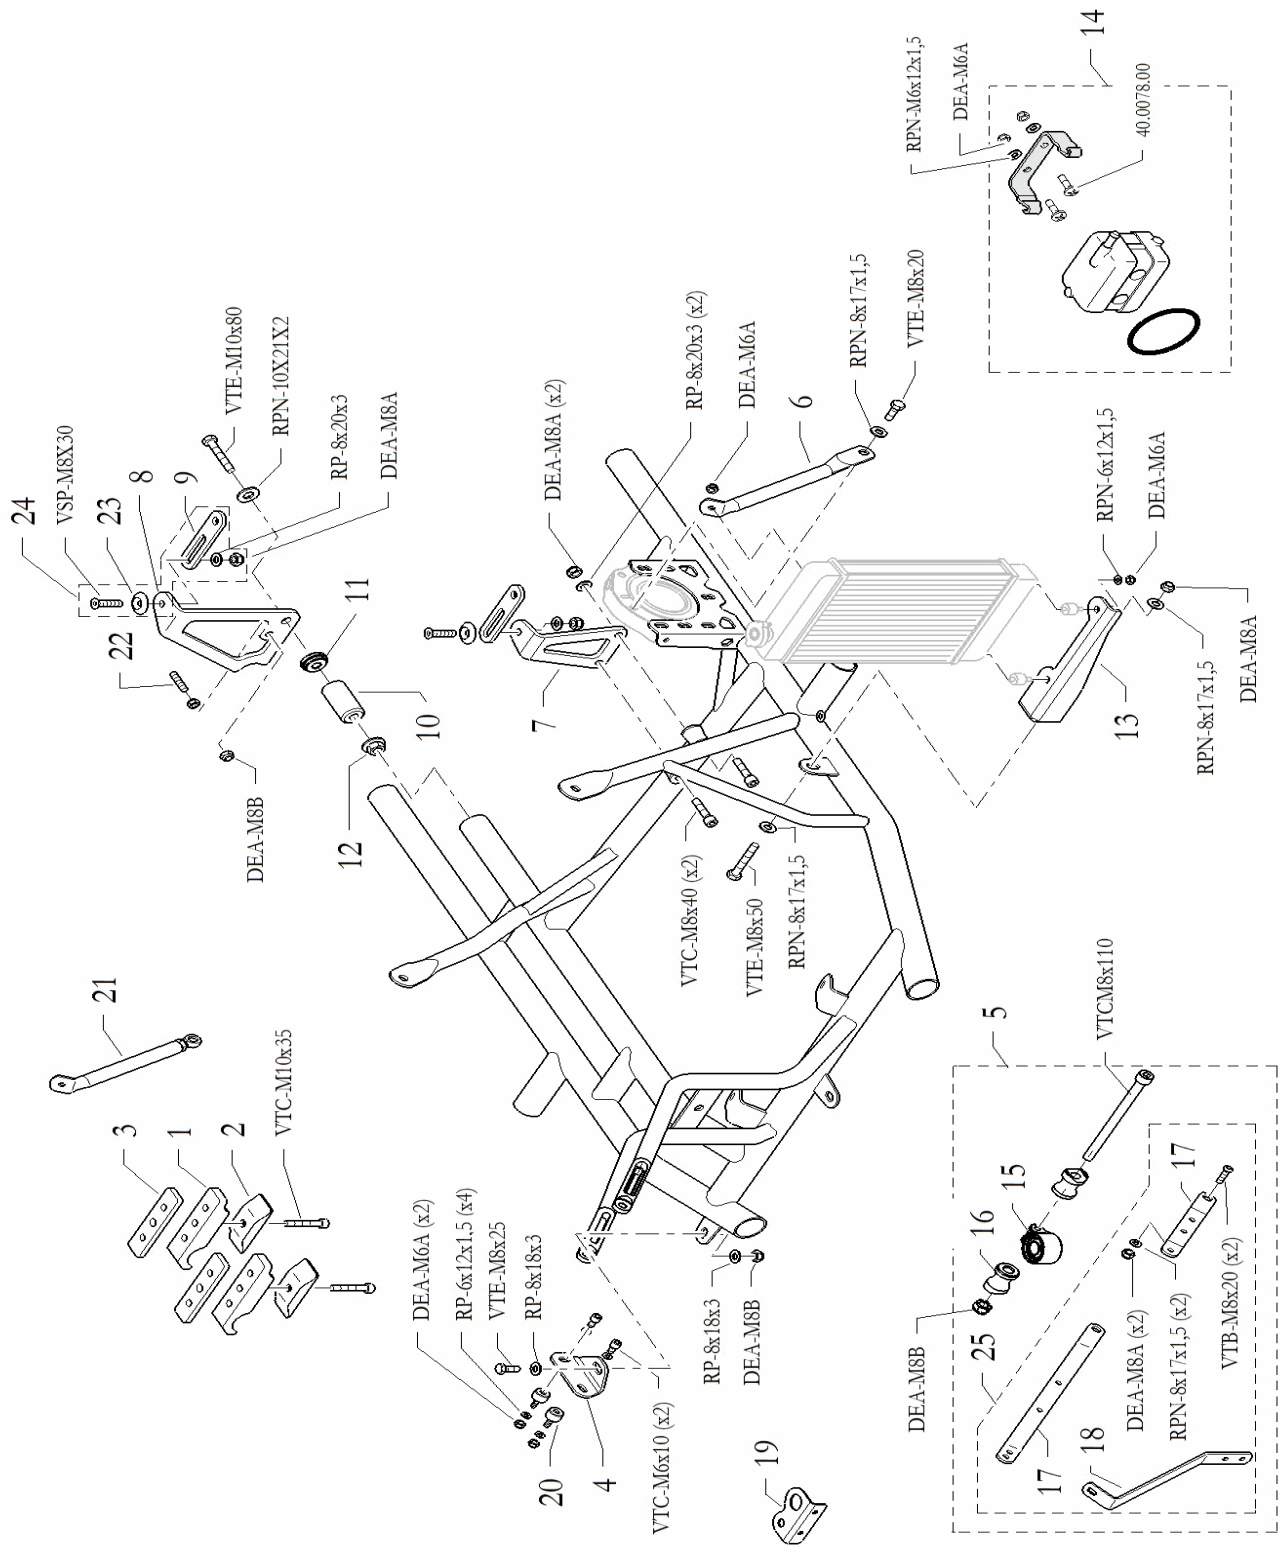 14
RPN-M6x12x1,5
DEA-M6A
40.0078.00
24
VSP-M8X30
23
8
9
VTE-M10x80
RPN-10X21X2
RP-8x20x3
DEA-M8A
22
11
10
12
DEA-M8B
7
DEA-M8A (x2)
RP-8x20x3 (x2)
DEA-M6A
6
RPN-8x17x1,5
VTE-M8x20
RPN-6x12x1,5
DEA-M6A
13
RPN-8x17x1,5
DEA-M8A
VTC-M8x40 (x2)
VTE-M8x50
RPN-8x17x1,5
21
3
1
2
VTC-M10x35
DEA-M6A (x2)
RP-6x12x1,5 (x4)
VTE-M8x25
RP-8x18x3
RP-8x18x3
DEA-M8B
20
4
VTC-M6x10 (x2)
19
5
VTCM8x110
15
16
17
DEA-M8B
25
DEA-M8A (x2)
RPN-8x17x1,5 (x2)
VTB-M8x20 (x2)
17
18